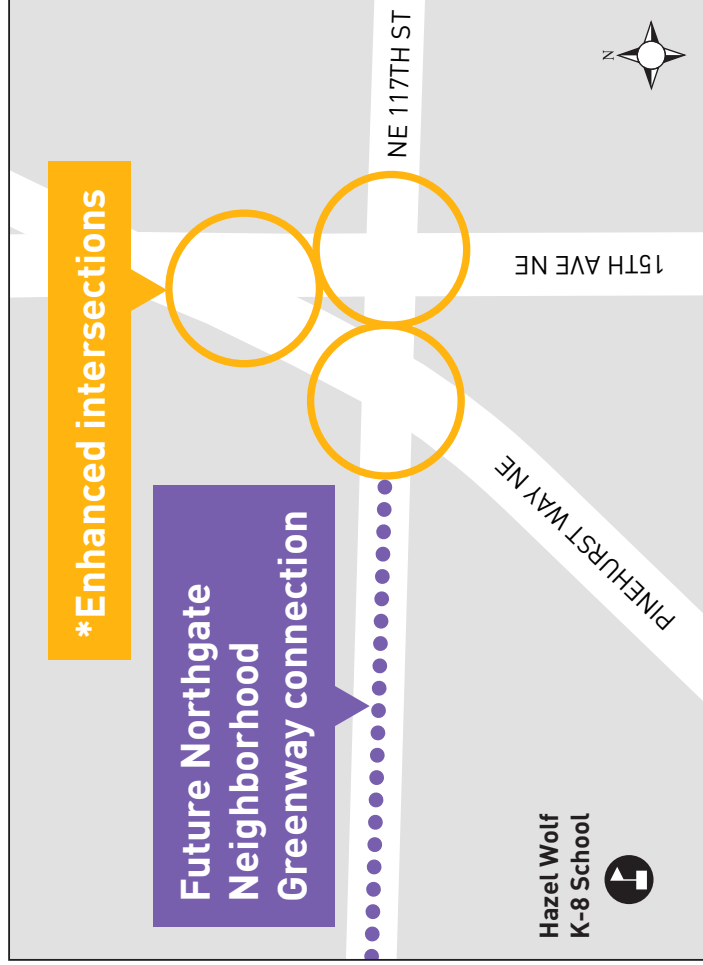 *Enhanced intersections
Future Northgate
Neighborhood
Greenway connection
NE 117TH ST
15TH AVE NE
PINEHURST WAY NE
Hazel Wolf
K-8 School
N